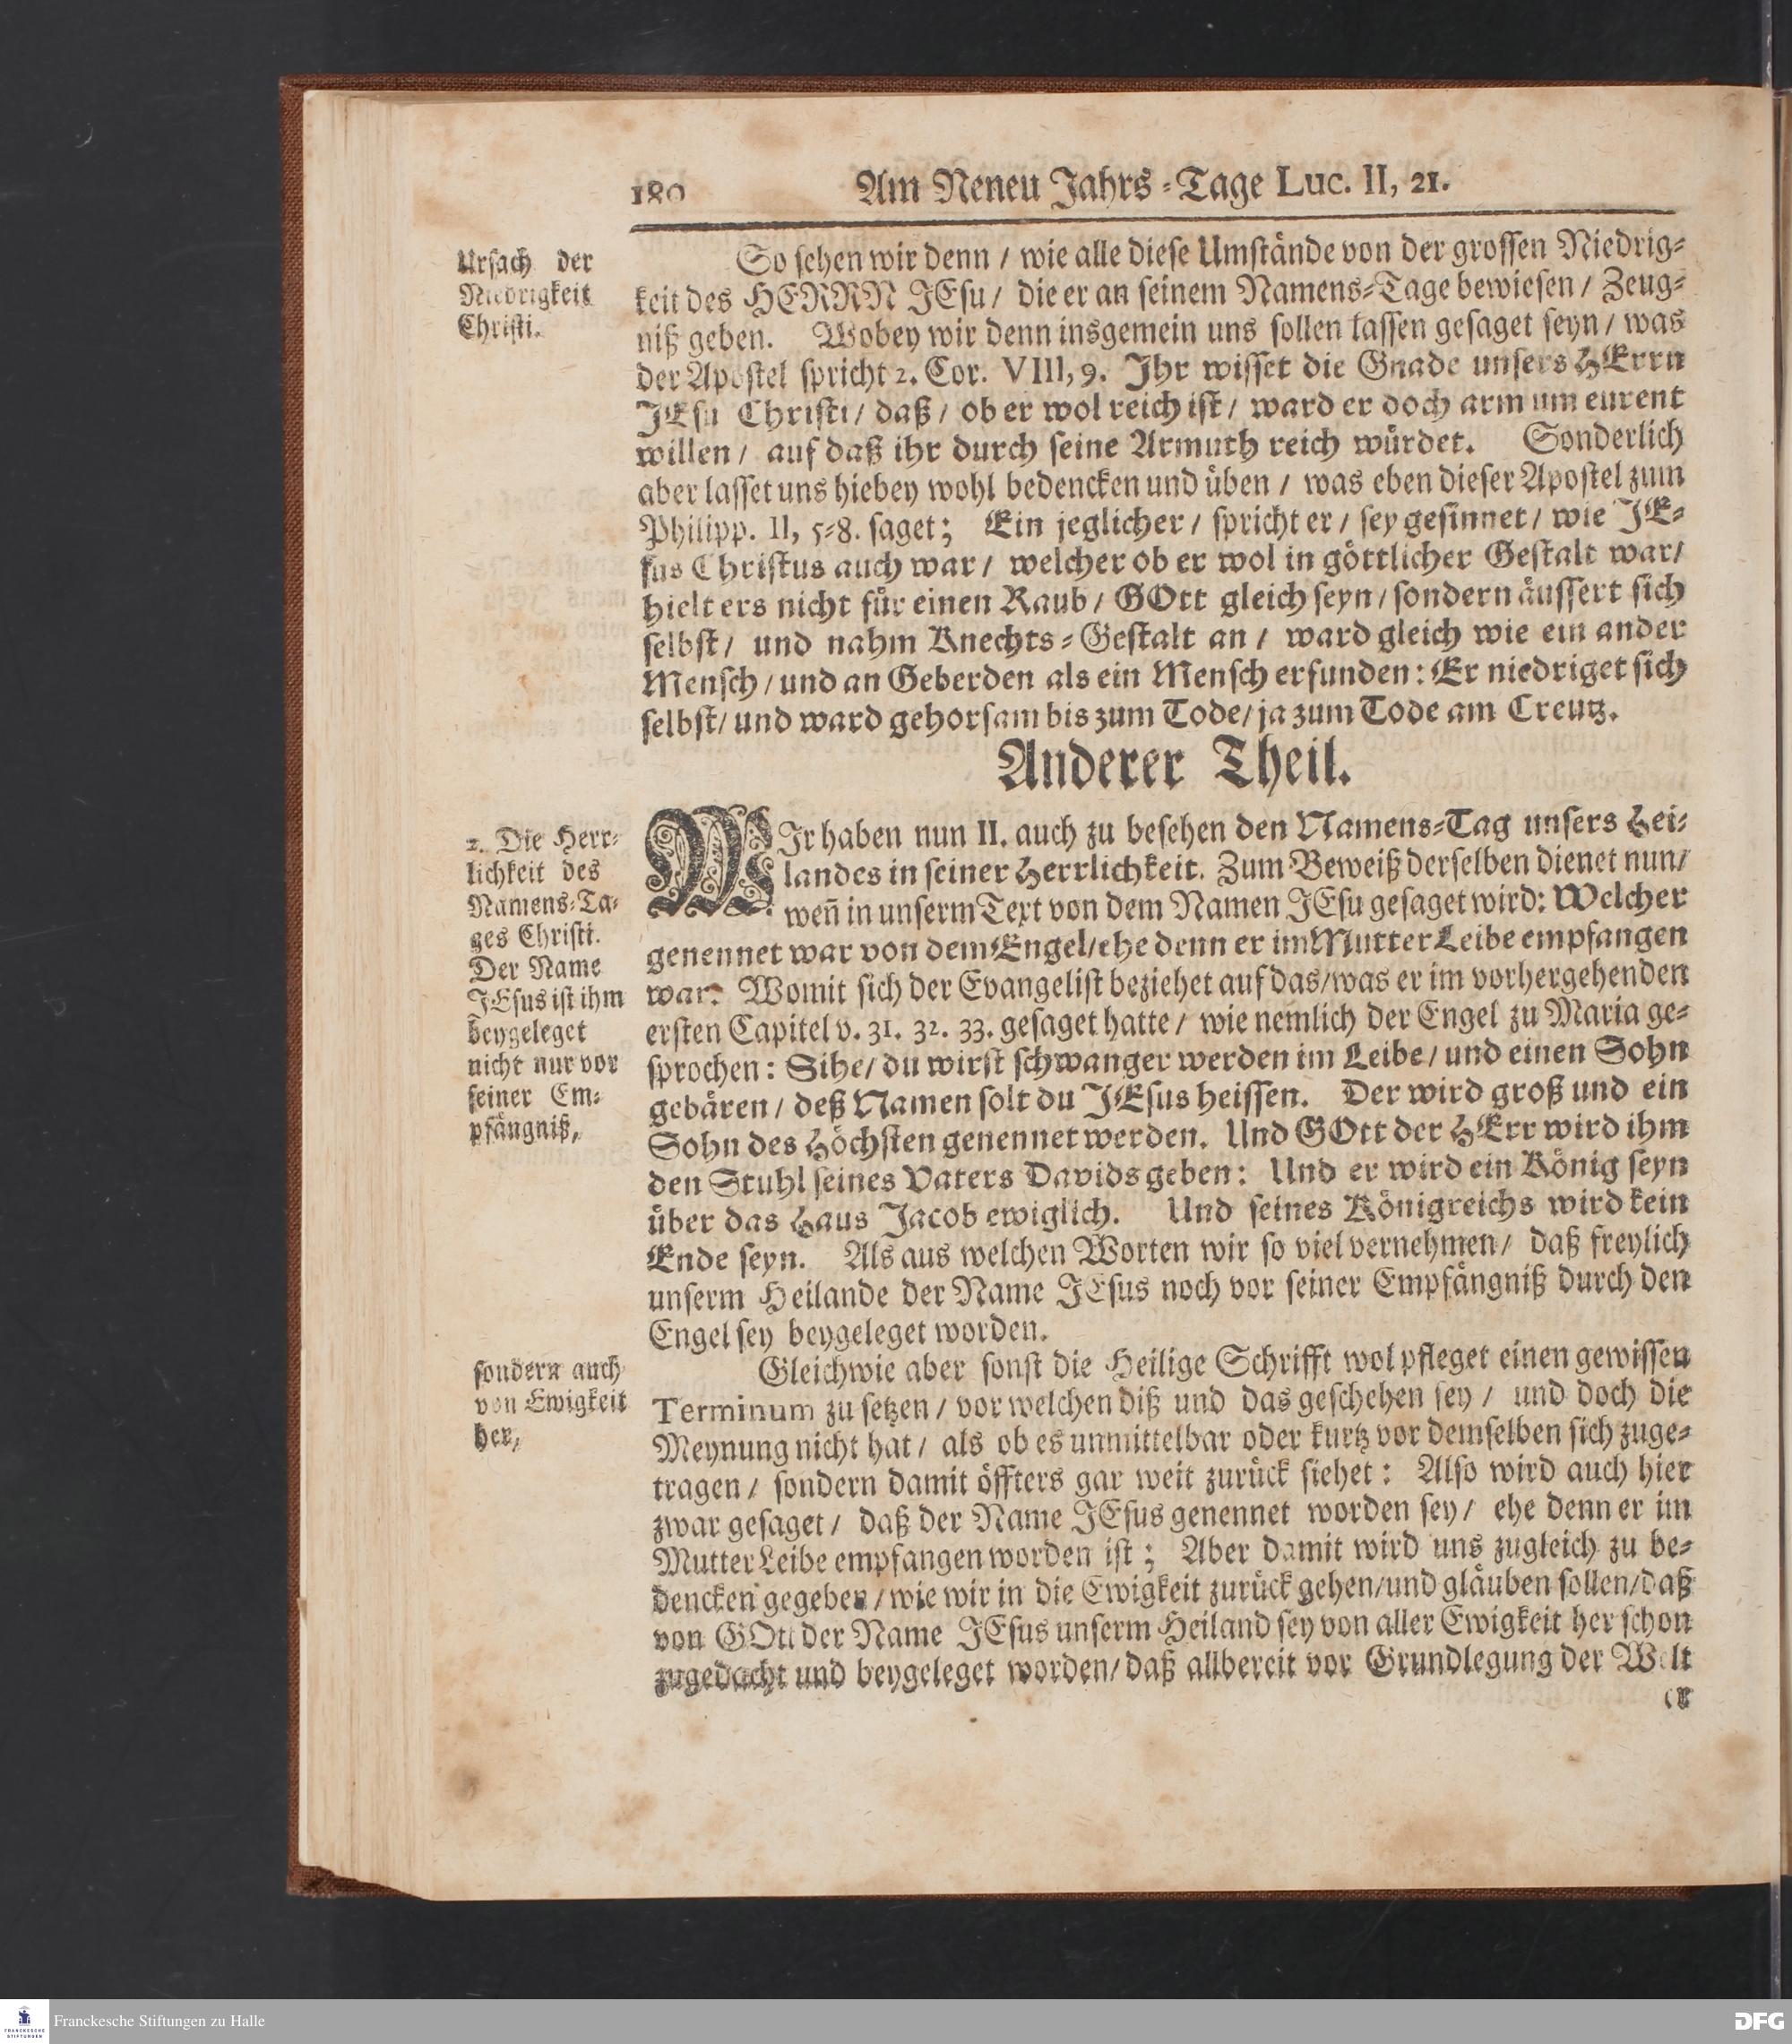 180 Am Neneu Jahrs-Tage Luc. II, 21.
Ursach der
Niedrigkeit
Christi.
So sehen wir denn / wie alle diese Umstände von der grossen Niedrig-
keit des HERRN JEsu / die er an seinem Namens-Tage bewiesen / Zeug-
niß geben. Wobey wir denn insgemein uns sollen lassen gesaget seyn / was
der Apostel spricht 2. Cor. VIII, 9. Ihr wisset die Gnade unsers HErrn
JEsu Christi / daß / ob er wol reich ist / ward er doch arm um eurent
willen / auf daß ihr durch seine Armuth reich würdet. Sonderlich
aber lasset uns hiebey wohl bedencken und üben / was eben dieser Apostel zum
Philipp. II, 5-8. saget; Ein jeglicher / spricht er / sey gesinnet / wie JE-
sus Christus auch war / welcher ob er wol in göttlicher Gestalt war /
hielt ers nicht für einen Raub / GOtt gleich seyn / sondern äussert sich
selbst / und nahm Knechts-Gestalt an / ward gleich wie ein ander
Mensch / und an Geberden als ein Mensch erfunden: Er niedriget sich
selbst / und ward gehorsam bis zum Tode / ja zum Tode am Creutz.
Anderer Theil.
2. Die Herr-
lichkeit des
Namens-Ta-
ges Christi.
Der Name
JEsus ist ihm
beygeleget
nicht nur vor
seiner Em-
pfängniß,
WIr haben nun II. auch zu besehen den Namens-Tag unsers Hei-
landes in seiner Herrlichkeit. Zum Beweiß derselben dienet nun /
weñ in unserm Text von dem Namen JEsu gesaget wird: Welcher
genennet war von dem Engel / ehe denn er im Mutter Leibe empfangen
war. Womit sich der Evangelist beziehet auf das / was er im vorhergehenden
ersten Capitel v. 31. 32. 33. gesaget hatte / wie nemlich der Engel zu Maria ge-
sprochen: Sihe / du wirst schwanger werden im Leibe / und einen Sohn
gebären / deß Namen solt du JEsus heissen. Der wird groß und ein
Sohn des Höchsten genennet werden. Und GOtt der HErr wird ihm
den Stuhl seines Vaters Davids geben: Und er wird ein König seyn
über das Haus Jacob ewiglich. Und seines Königreichs wird kein
Ende seyn. Als aus welchen Worten wir so viel vernehmen / daß freylich
unserm Heilande der Name JEsus noch vor seiner Empfängniß durch den
Engel sey beygeleget worden.
sondern auch
von Ewigkeit
her,
Gleichwie aber sonst die Heilige Schrifft wol pfleget einen gewissen
Terminum zu setzen / vor welchen diß und das geschehen sey / und doch die
Meynung nicht hat / als ob es unmittelbar oder kurtz vor demselben sich zuge-
tragen / sondern damit öffters gar weit zurück siehet: Also wird auch hier
zwar gesaget / daß der Name JEsus genennet worden sey / ehe denn er im
Mutter Leibe empfangen worden ist; Aber damit wird uns zugleich zu be-
dencken gegeben / wie wir in die Ewigkeit zurück gehen / und gläuben sollen / daß
von GOtt der Name JEsus unserm Heiland sey von aller Ewigkeit her schon
zugedacht und beygeleget worden / daß allbereit vor Grundlegung der Welt
er
FRANCKESCHE STIFTUNGEN
Franckesche Stiftungen zu Halle
DFG